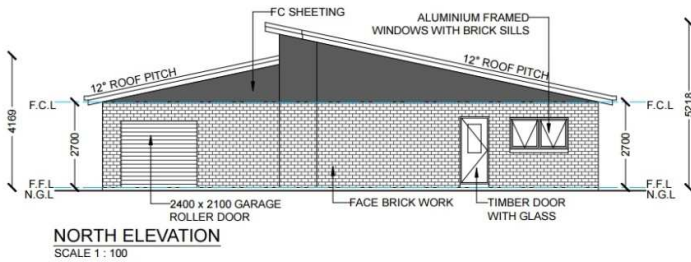 FC SHEETING
ALUMINIUM FRAMED
WINDOWS WITH BRICK SILLS
12° ROOF PITCH
12° ROOF PITCH
F.C.L
F.C.L
4169
2700
2700
5218
F.F.L
N.G.L
F.F.L
N.G.L
2400 x 2100 GARAGE
ROLLER DOOR
FACE BRICK WORK
TIMBER DOOR
WITH GLASS
NORTH ELEVATION
SCALE 1 : 100